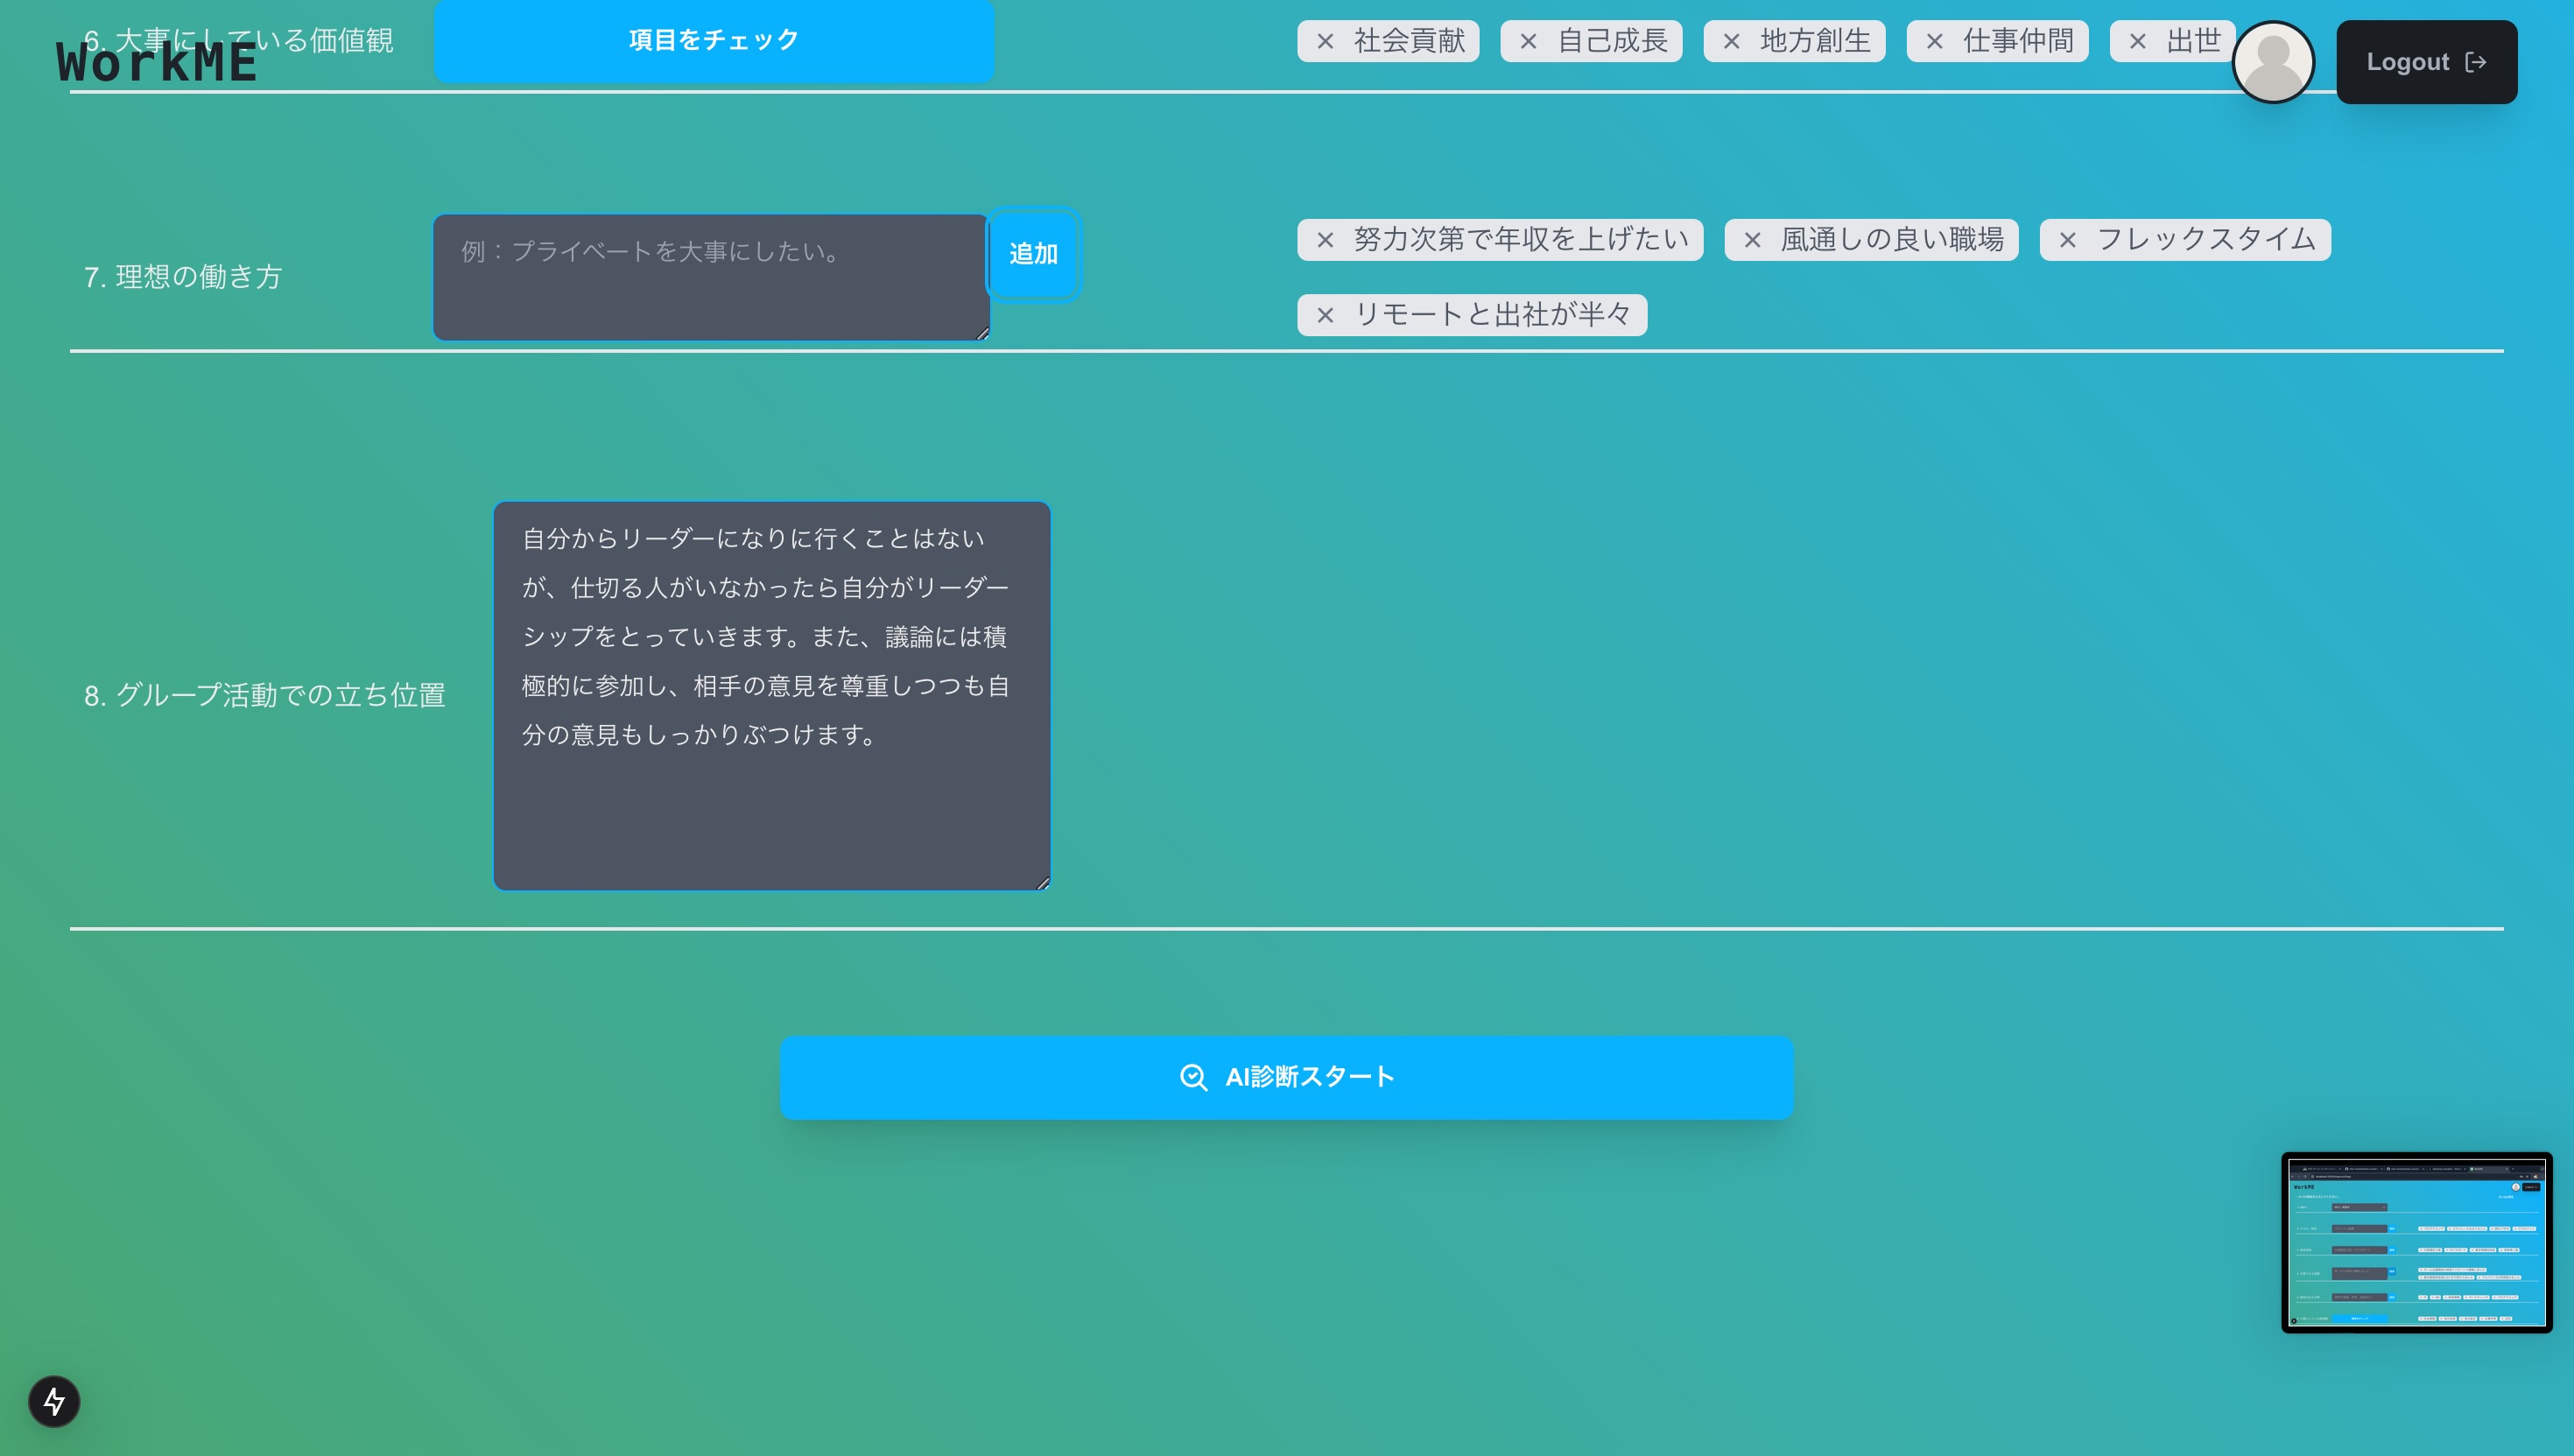 6. 大事にしている価値観
WorkME
項目をチェック
× 社会貢献 × 自己成長 × 地方創生 × 仕事仲間 × 出世
Logout
7. 理想の働き方
例：プライベートを大事にしたい。
追加
× 努力次第で年収を上げたい × 風通しの良い職場 × フレックスタイム
× リモートと出社が半々
8. グループ活動での立ち位置
自分からリーダーになりに行くことはない
が、仕切る人がいなかったら自分がリーダー
シップをとっていきます。また、議論には積
極的に参加し、相手の意見を尊重しつつも自
分の意見もしっかりぶつけます。
AI診断スタート
WorkME